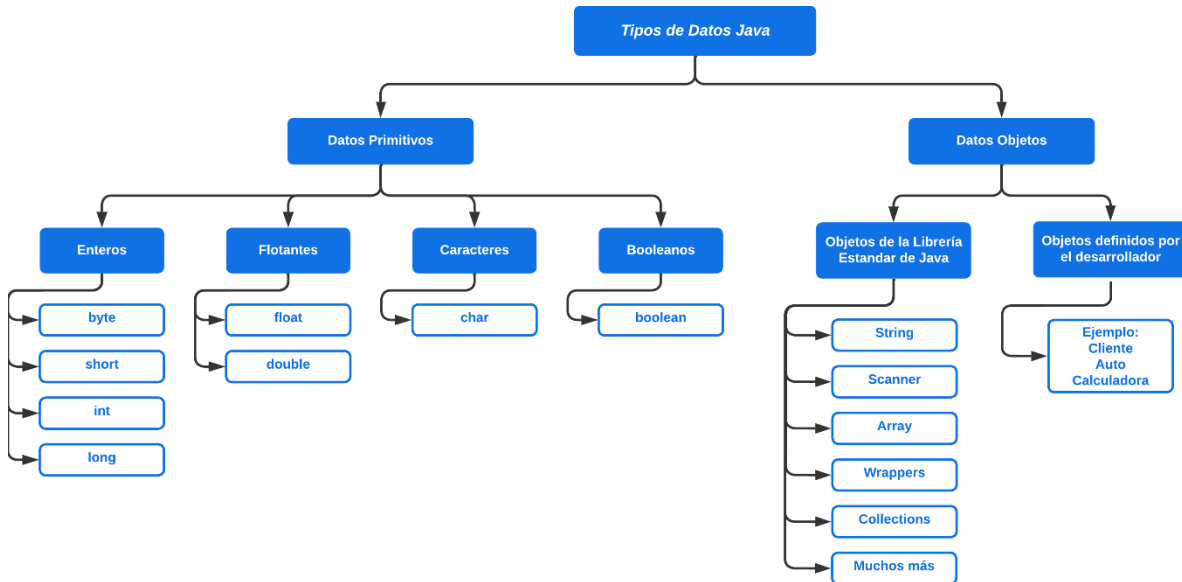 Tipos de Datos Java
Datos Primitivos
Datos Objetos
Enteros
Flotantes
Caracteres
Booleanos
Objetos de la Librería
Estandar de Java
Objetos definidos por
el desarrollador
byte
short
int
long
float
double
char
boolean
String
Scanner
Array
Wrappers
Collections
Muchos más
Ejemplo:
Cliente
Auto
Calculadora